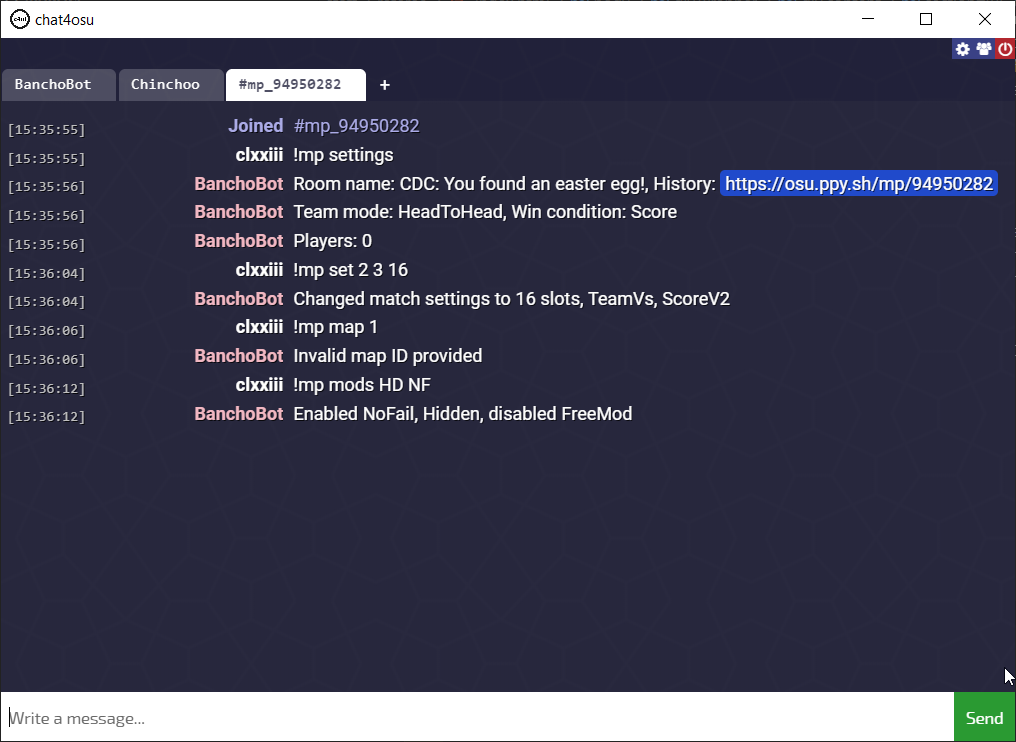 chat4osu
BanchoBot Chinchoo #mp_94950282 +
[15:35:55] Joined #mp_94950282
[15:35:55] clxxiii !mp settings
[15:35:56] BanchoBot Room name: CDC: You found an easter egg!, History: https://osu.ppy.sh/mp/94950282
[15:35:56] BanchoBot Team mode: HeadToHead, Win condition: Score
[15:35:56] BanchoBot Players: 0
[15:36:04] clxxiii !mp set 2 3 16
[15:36:04] BanchoBot Changed match settings to 16 slots, TeamVs, ScoreV2
[15:36:06] clxxiii !mp map 1
[15:36:06] BanchoBot Invalid map ID provided
[15:36:12] clxxiii !mp mods HD NF
[15:36:12] BanchoBot Enabled NoFail, Hidden, disabled FreeMod
Write a message... Send